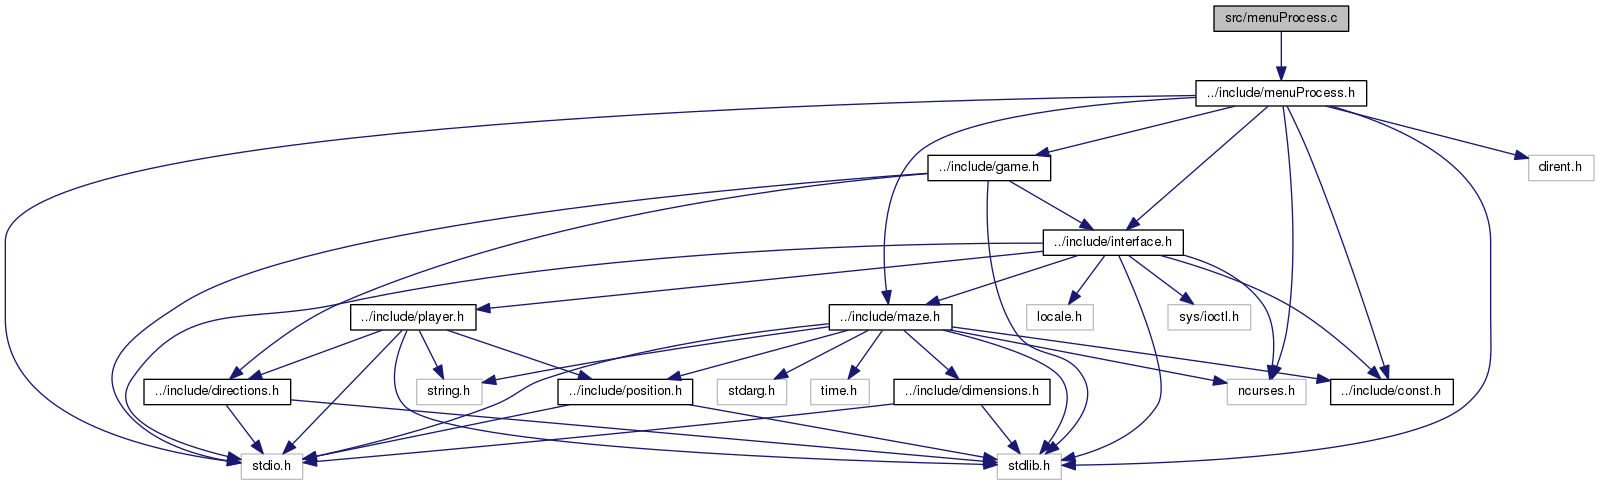 src/menuProcess.c
../include/menuProcess.h
../include/game.h
dirent.h
../include/interface.h
../include/player.h
../include/maze.h
locale.h
sys/ioctl.h
../include/directions.h
string.h
../include/position.h
stdarg.h
time.h
../include/dimensions.h
ncurses.h
../include/const.h
stdio.h
stdlib.h